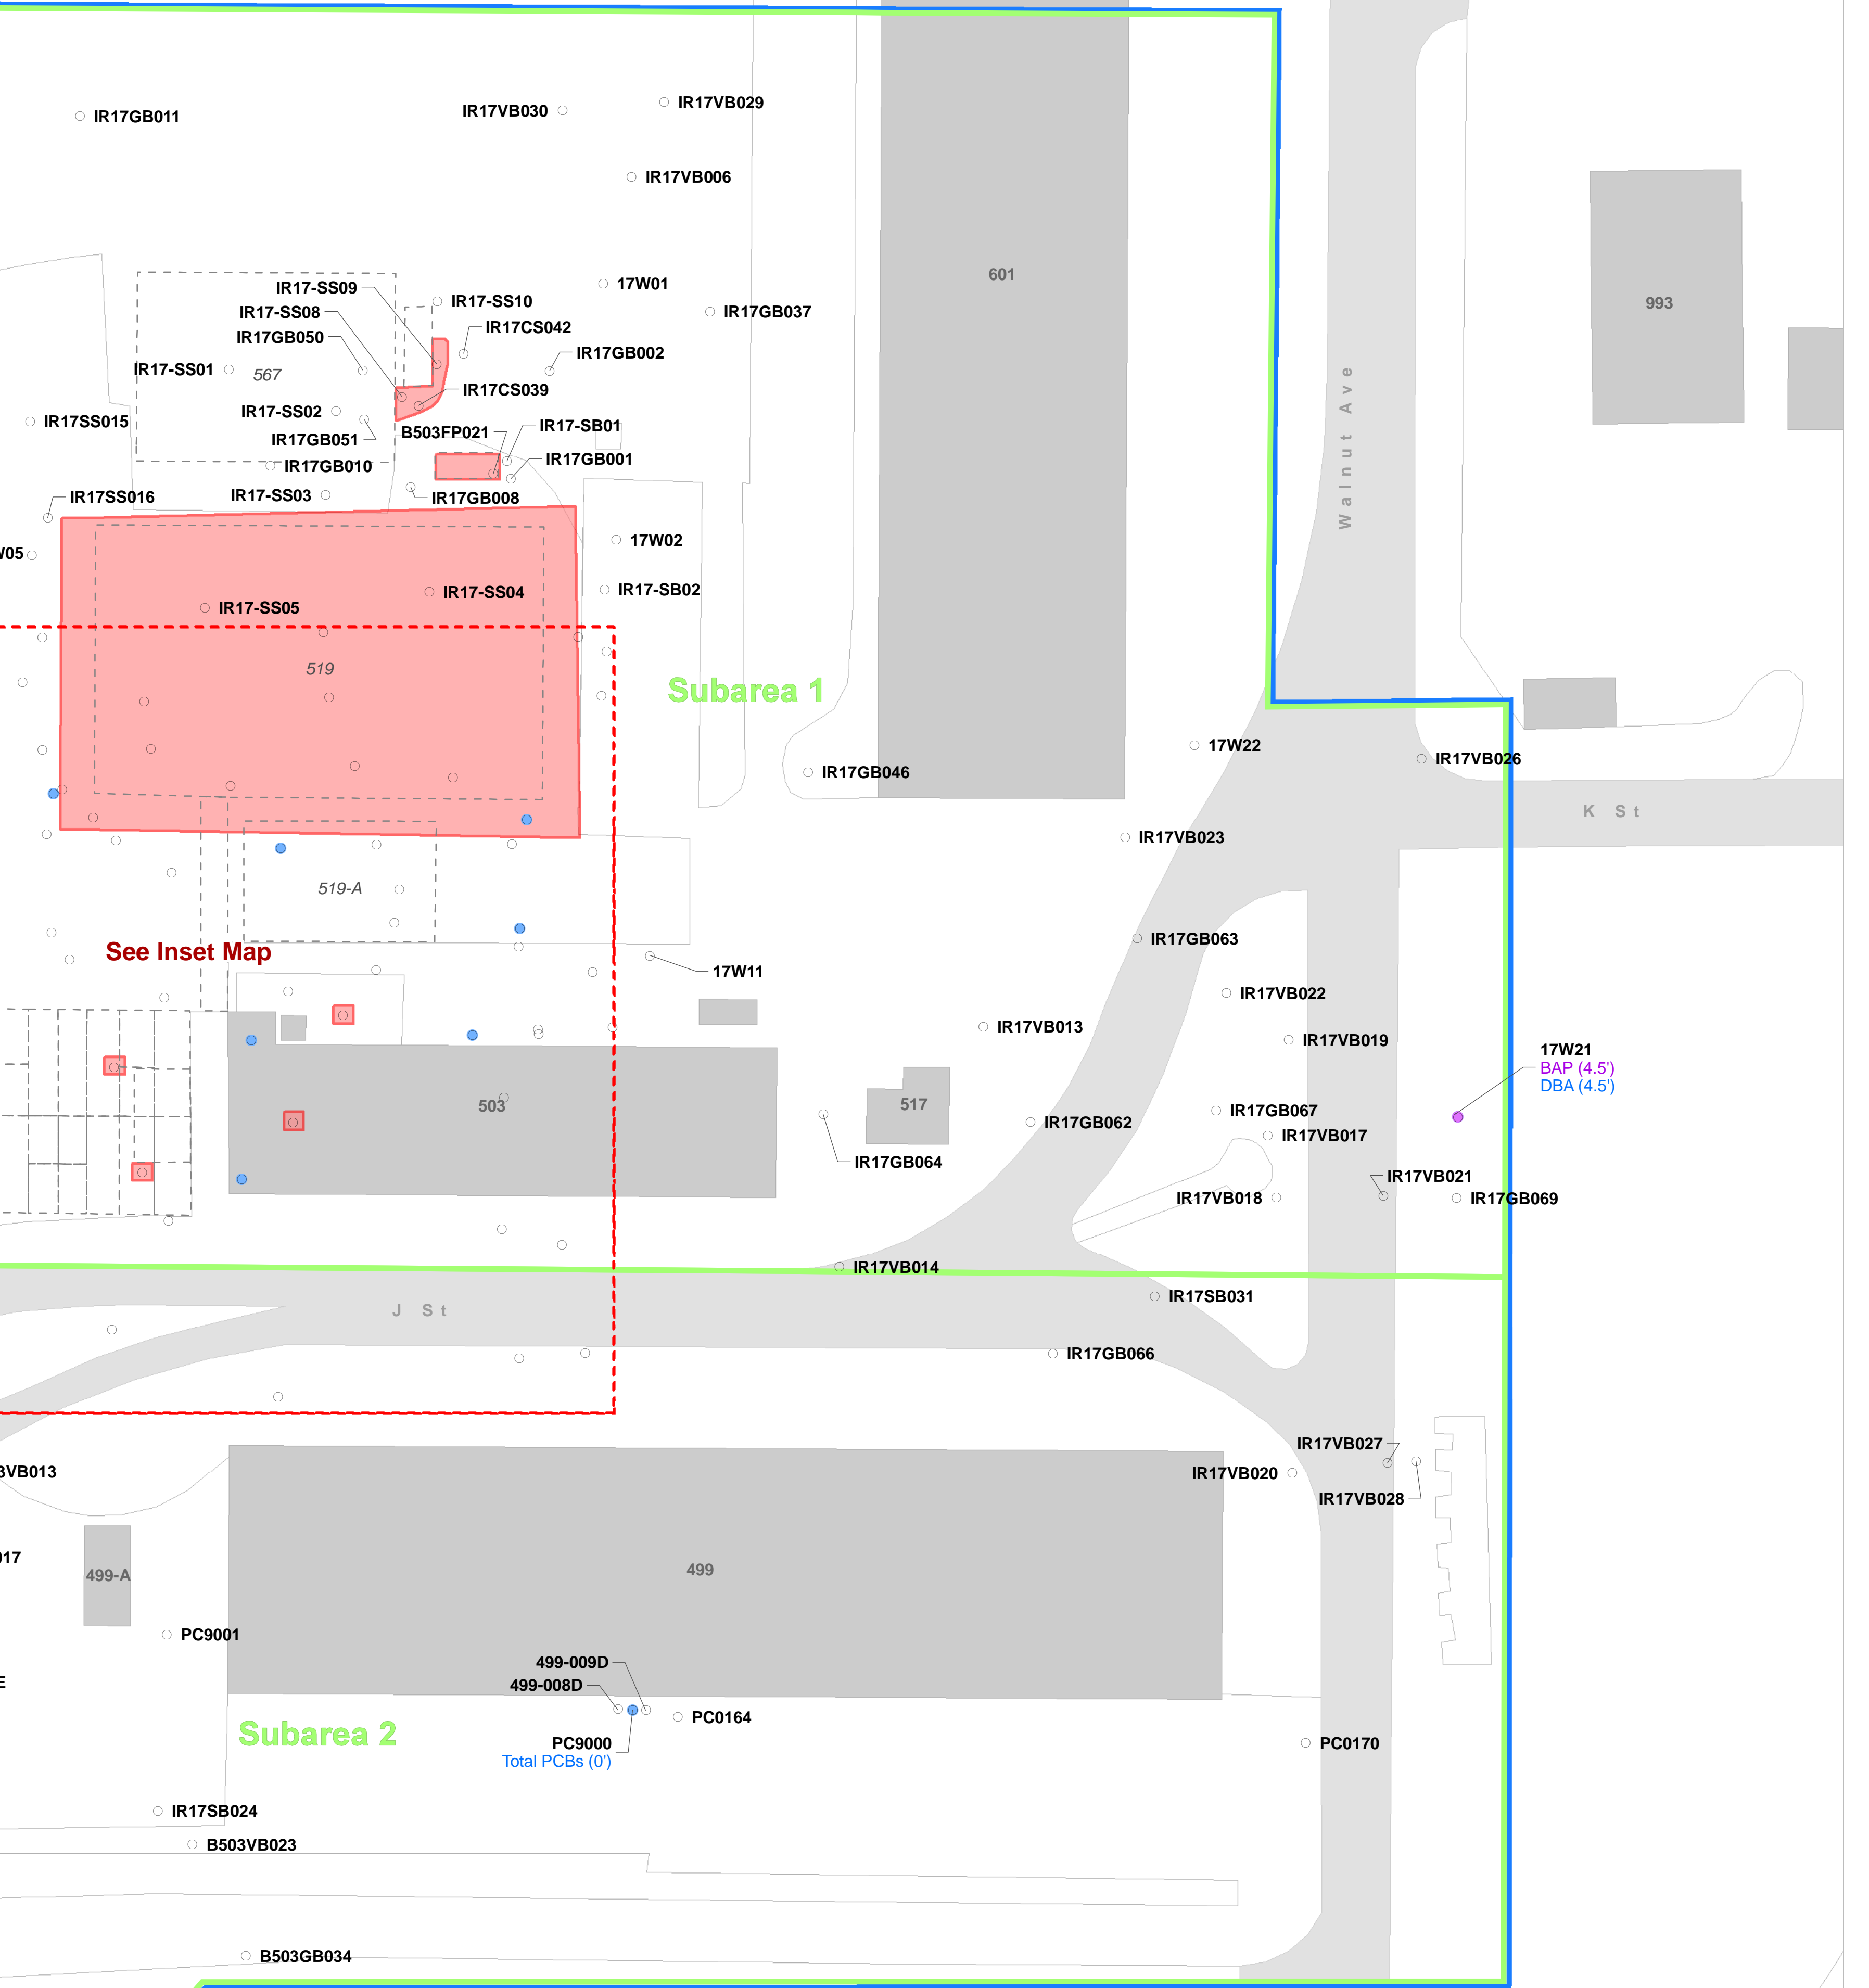 IR17GB011
IR17VB030
IR17VB029
IR17VB006
601
993
IR17-SS09
IR17-SS08
IR17GB050
IR17-SS10
IR17CS042
17W01
IR17GB037
IR17GB002
IR17-SS01
567
IR17CS039
IR17-SS02
IR17SS015
IR17GB051
B503FP021
IR17-SB01
IR17GB010
IR17GB001
IR17SS016
IR17-SS03
IR17GB008
Walnut Ave
W05
17W02
IR17-SB02
IR17-SS04
IR17-SS05
519
Subarea 1
17W22
IR17VB026
IR17GB046
K St
IR17VB023
519-A
See Inset Map
IR17GB063
17W11
IR17VB022
IR17VB013
IR17VB019
17W21
BAP (4.5')
DBA (4.5')
503
517
IR17GB062
IR17GB067
IR17VB017
IR17GB064
IR17VB021
IR17VB018
IR17GB069
IR17VB014
J St
IR17SB031
IR17GB066
3VB013
IR17VB027
IR17VB020
IR17VB028
017
499-A
499
PC9001
E
499-009D
499-008D
PC0164
Subarea 2
PC9000
Total PCBs (0')
PC0170
IR17SB024
B503VB023
B503GB034